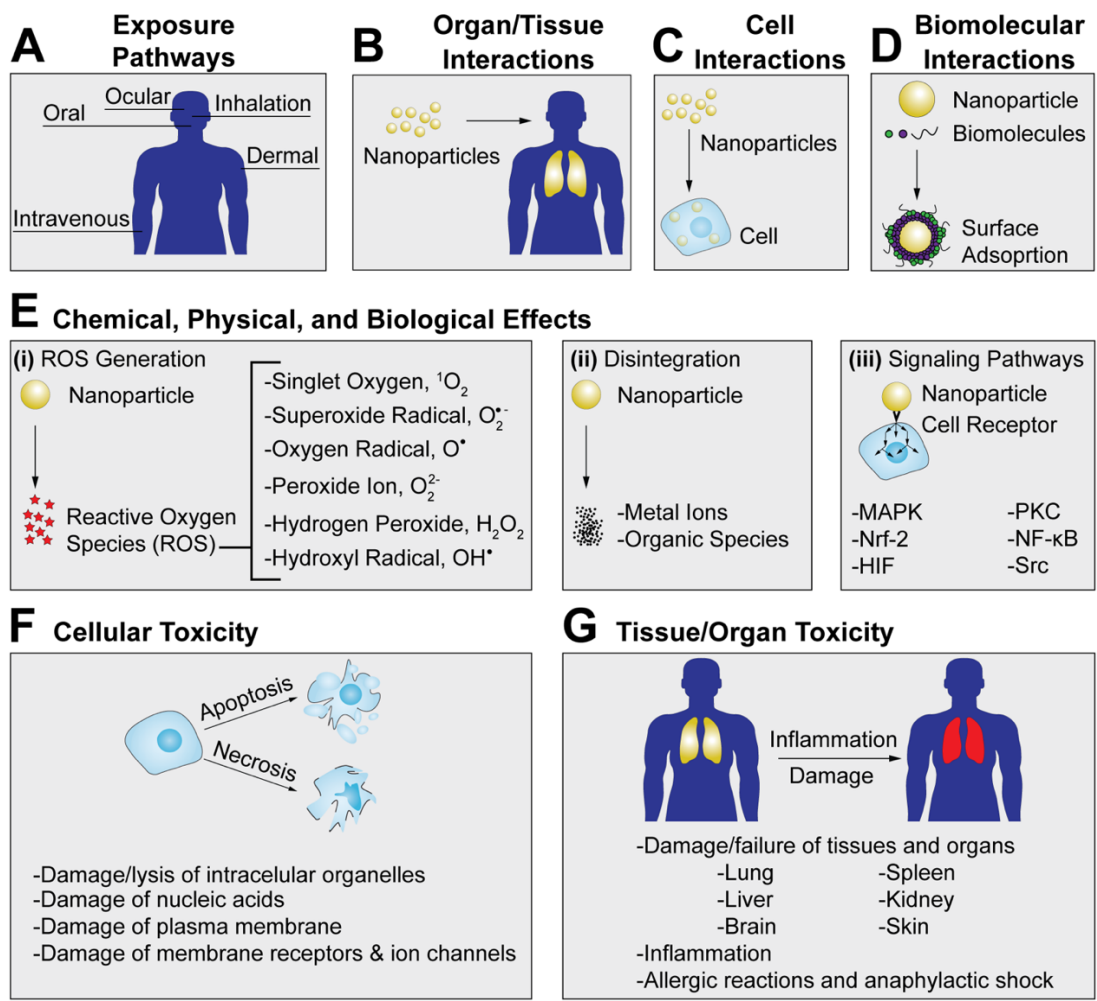 A
Exposure
Pathways
Ocular
Oral
Inhalation
Dermal
Intravenous
B
Organ/Tissue
Interactions
Nanoparticles
C
Cell
Interactions
Nanoparticles
Cell
D
Biomolecular
Interactions
Nanoparticle
Biomolecules
Surface
Adsoprtion
E Chemical, Physical, and Biological Effects
(i) ROS Generation
Nanoparticle
Reactive Oxygen
Species (ROS)
-Singlet Oxygen, ¹O₂
-Superoxide Radical, O₂•⁻
-Oxygen Radical, O•
-Peroxide Ion, O₂²⁻
-Hydrogen Peroxide, H₂O₂
-Hydroxyl Radical, OH•
(ii) Disintegration
Nanoparticle
-Metal Ions
-Organic Species
(iii) Signaling Pathways
Nanoparticle
Cell Receptor
-MAPK -PKC
-Nrf-2 -NF-κB
-HIF -Src
F Cellular Toxicity
Apoptosis
Necrosis
-Damage/lysis of intracelular organelles
-Damage of nucleic acids
-Damage of plasma membrane
-Damage of membrane receptors & ion channels
G Tissue/Organ Toxicity
Inflammation
Damage
-Damage/failure of tissues and organs
-Lung -Spleen
-Liver -Kidney
-Brain -Skin
-Inflammation
-Allergic reactions and anaphylactic shock